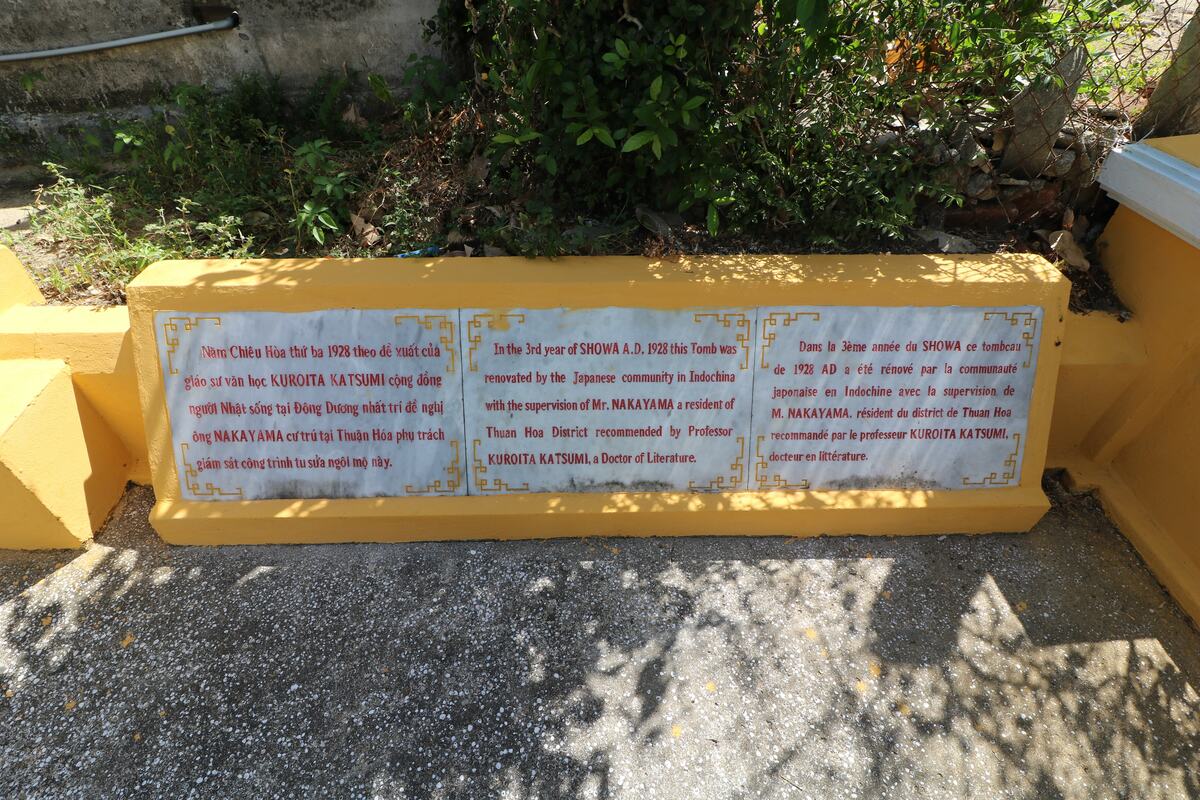 Năm Chiêu Hòa thứ ba 1928 theo đề xuất của
giáo sư văn học KUROITA KATSUMI cộng đồng
người Nhật sống tại Đông Dương nhất trí đề nghị
ông NAKAYAMA cư trú tại Thuận Hóa phụ trách
giám sát công trình tu sửa ngôi mộ này.
In the 3rd year of SHOWA A.D. 1928 this Tomb was
renovated by the Japanese community in Indochina
with the supervision of Mr. NAKAYAMA a resident of
Thuan Hoa District recommended by Professor
KUROITA KATSUMI, a Doctor of Literature.
Dans la 3ème année du SHOWA ce tombeau
de 1928 AD a été rénové par la communauté
japonaise en Indochine avec la supervision de
M. NAKAYAMA. résident du district de Thuan Hoa
recommandé par le professeur KUROITA KATSUMI,
docteur en littérature.